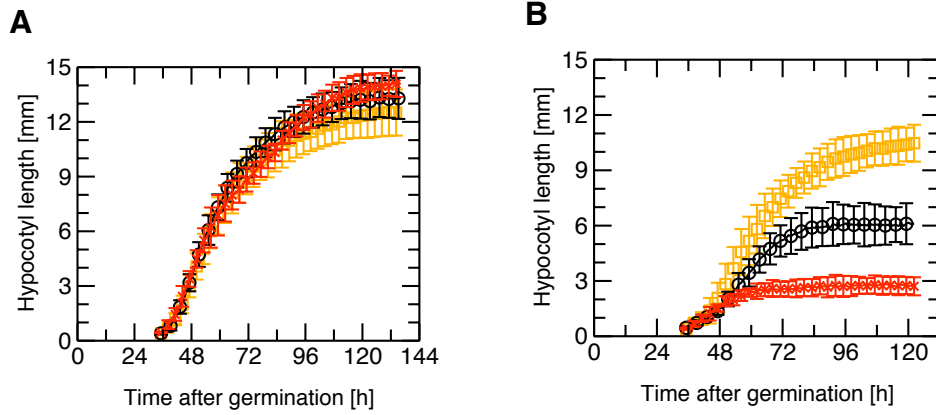 A
15
12
9
6
3
0
Hypocotyl length [mm]
0 24 48 72 96 120 144
Time after germination [h]
B
15
12
9
6
3
0
Hypocotyl length [mm]
0 24 48 72 96 120
Time after germination [h]